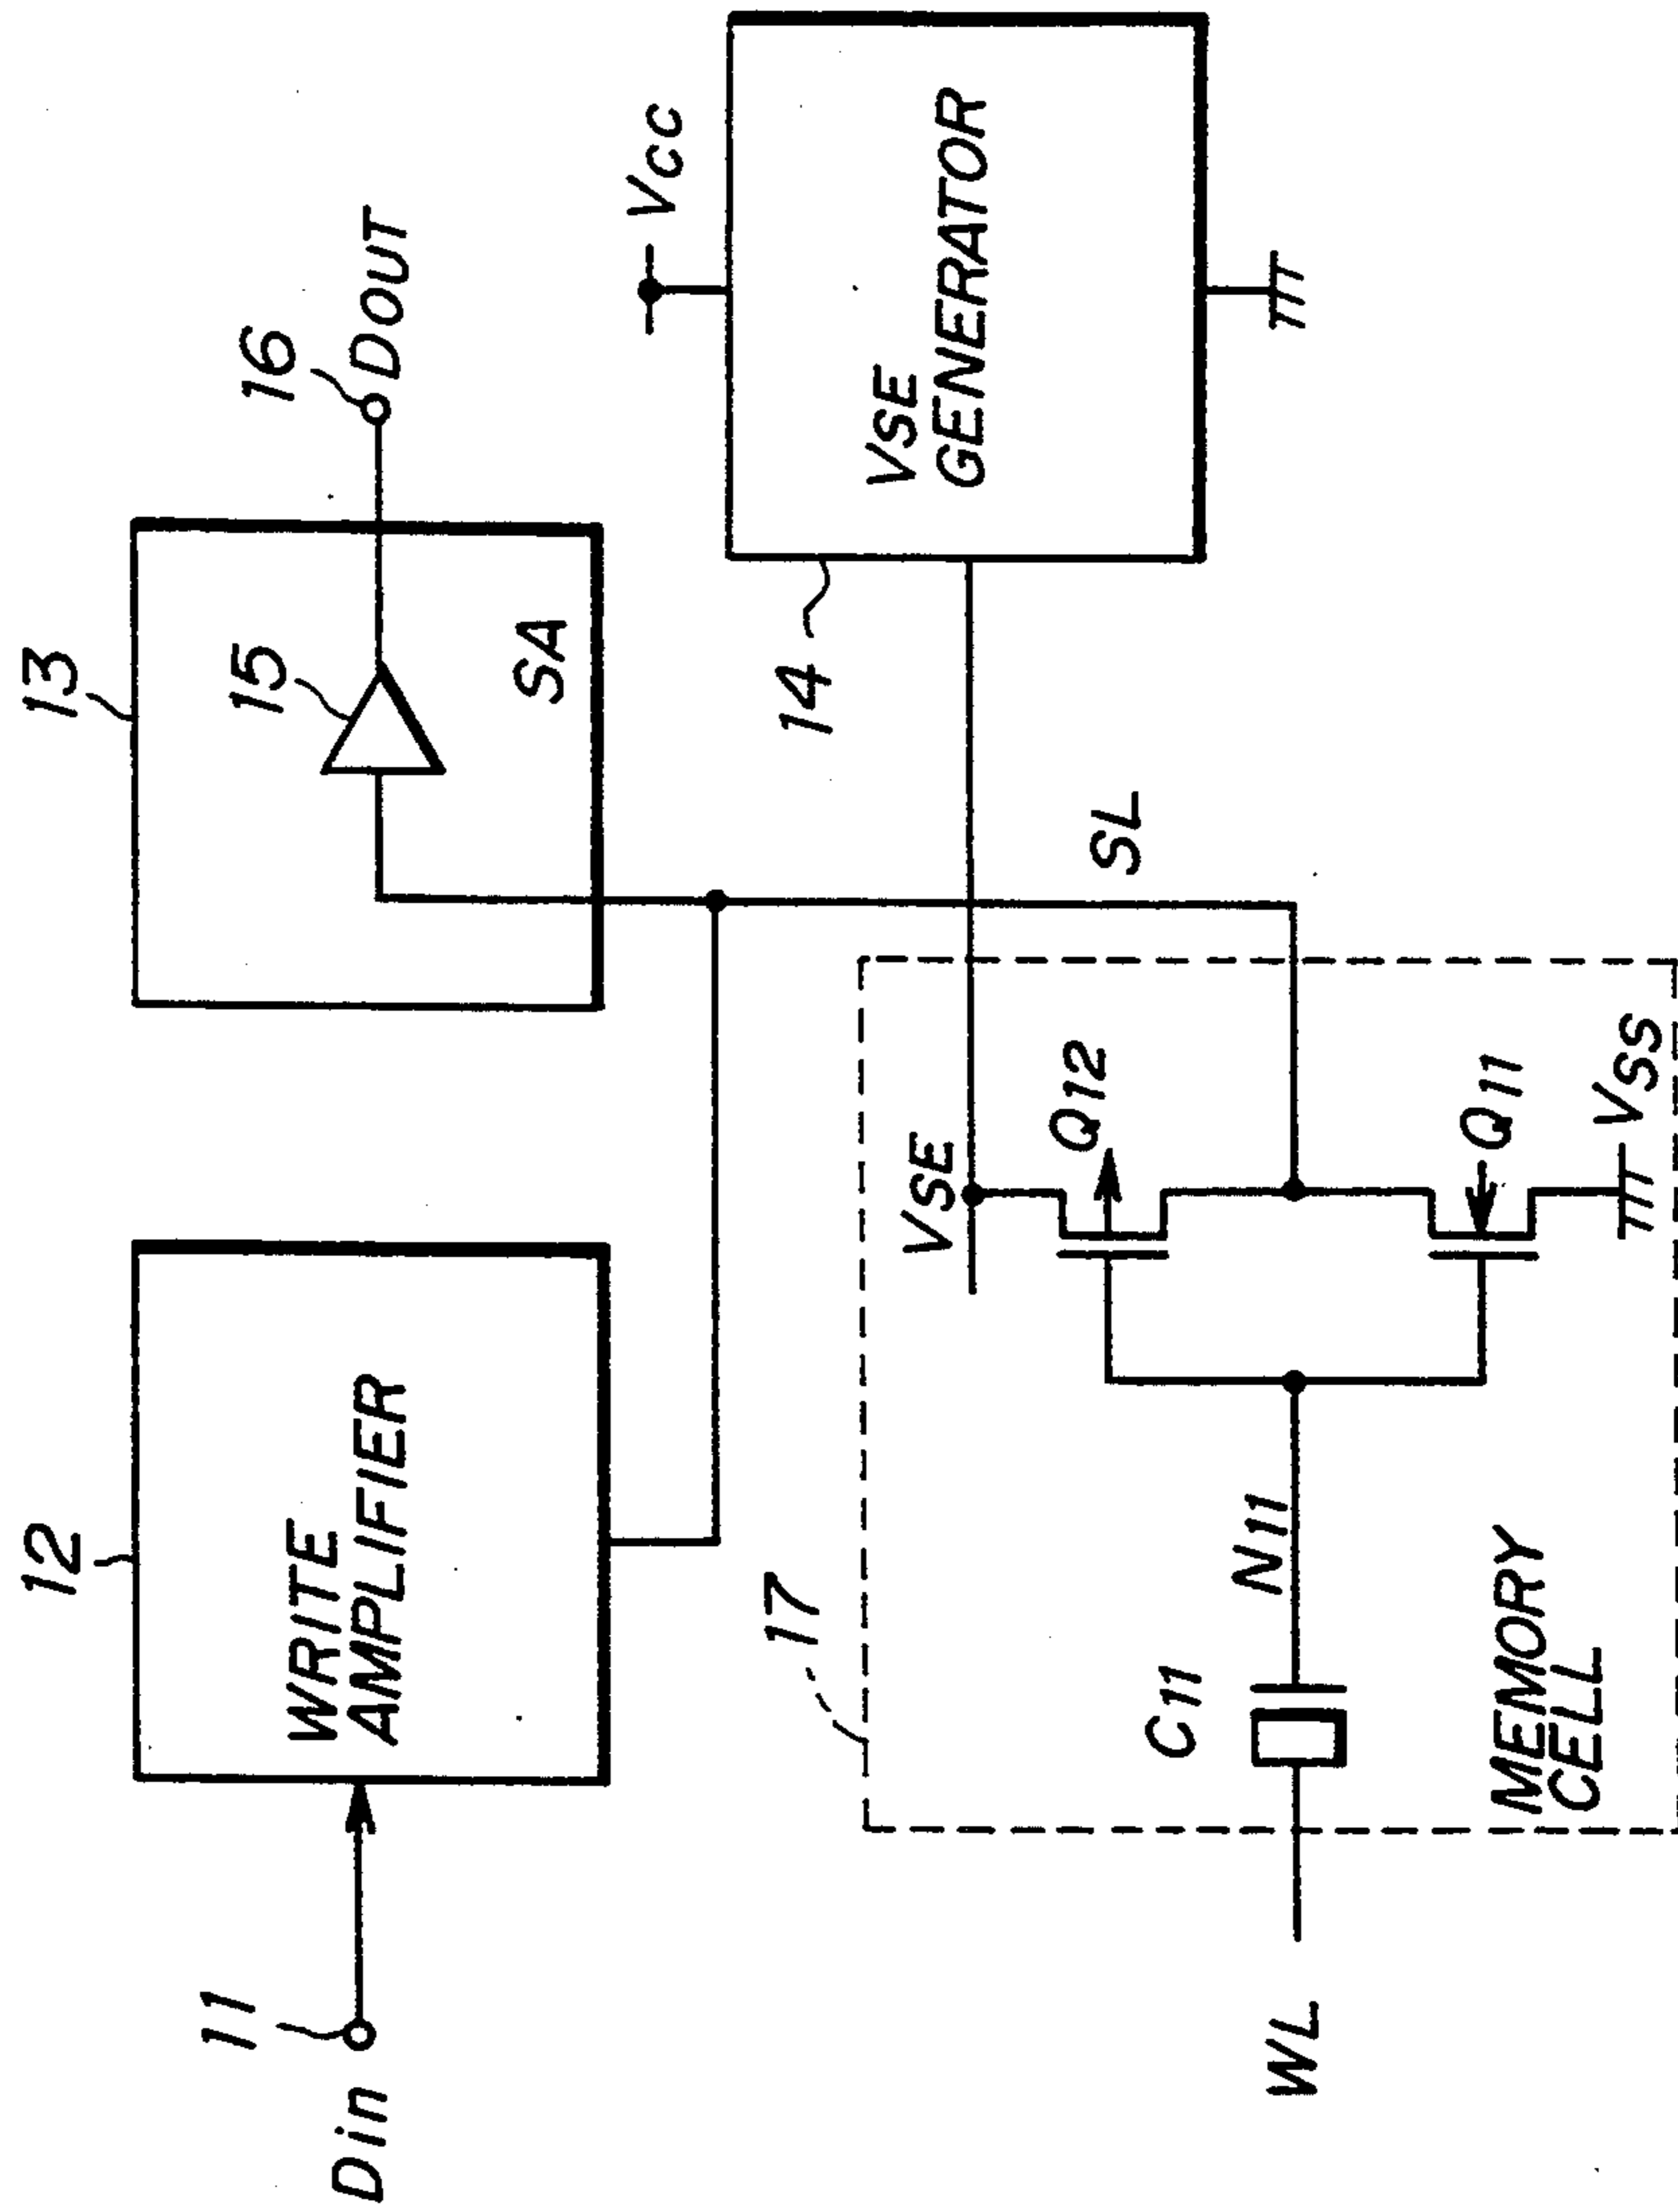 12
13
11
Din
WRITE
AMPLIFIER
15
SA
16
DOUT
17
14
VCC
VSE
GENERATOR
VSE
SL
Q12
C11
N11
WL
MEMORY
CELL
Q11
VSS